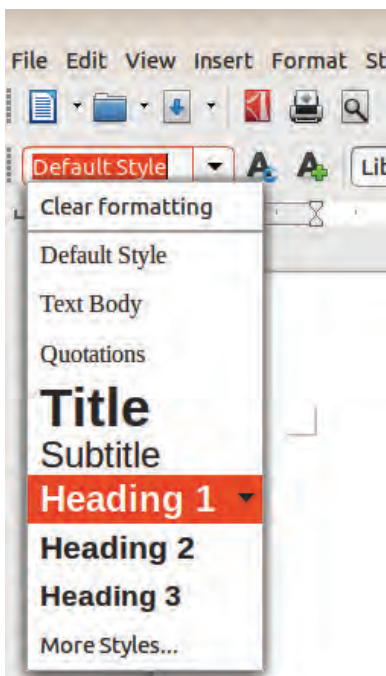 File Edit View Insert Format St
Default Style Lib
Clear formatting
Default Style
Text Body
Quotations
Title
Subtitle
Heading 1
Heading 2
Heading 3
More Styles...